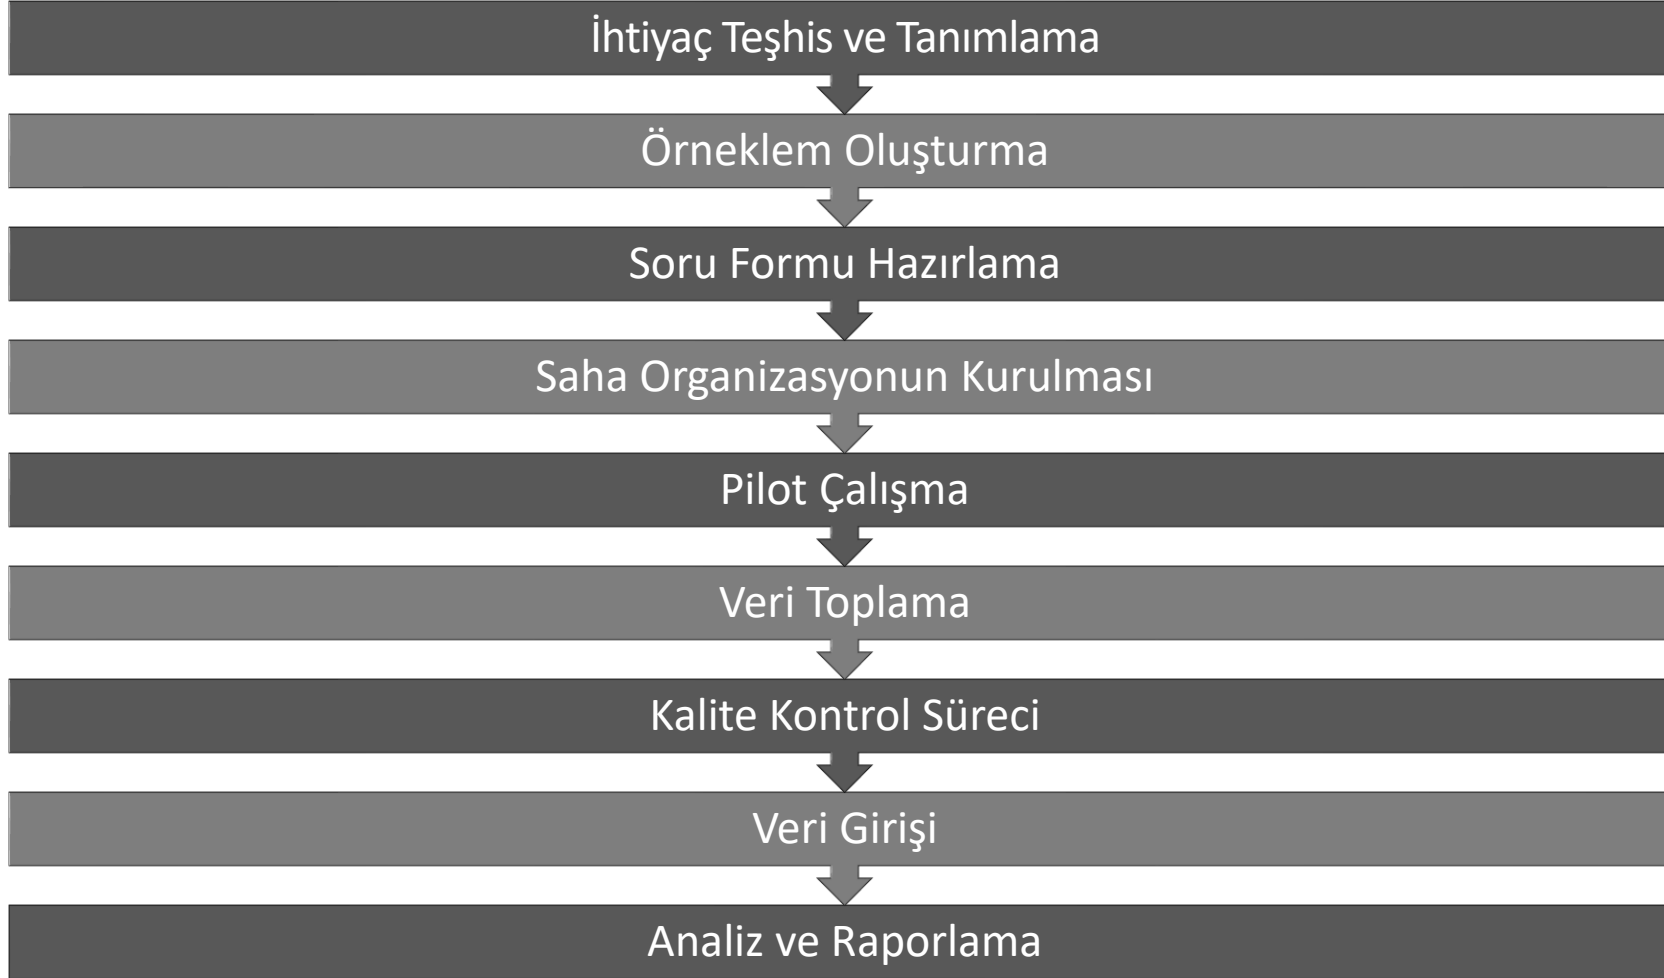 İhtiyaç Teşhis ve Tanımlama
Örneklem Oluşturma
Soru Formu Hazırlama
Saha Organizasyonun Kurulması
Pilot Çalışma
Veri Toplama
Kalite Kontrol Süreci
Veri Girişi
Analiz ve Raporlama